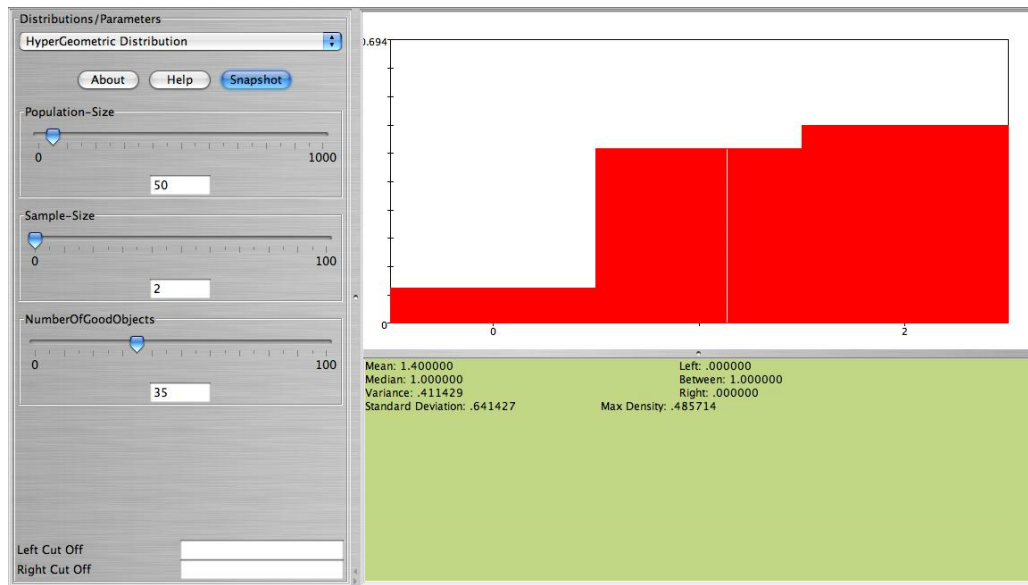 Distributions/Parameters
HyperGeometric Distribution
About Help Snapshot
Population-Size
0 1000
50
Sample-Size
0 100
2
NumberOfGoodObjects
0 100
35
Left Cut Off
Right Cut Off
0.694
0
0 2
Mean: 1.400000 Left: .000000
Median: 1.000000 Between: 1.000000
Variance: .411429 Right: .000000
Standard Deviation: .641427 Max Density: .485714